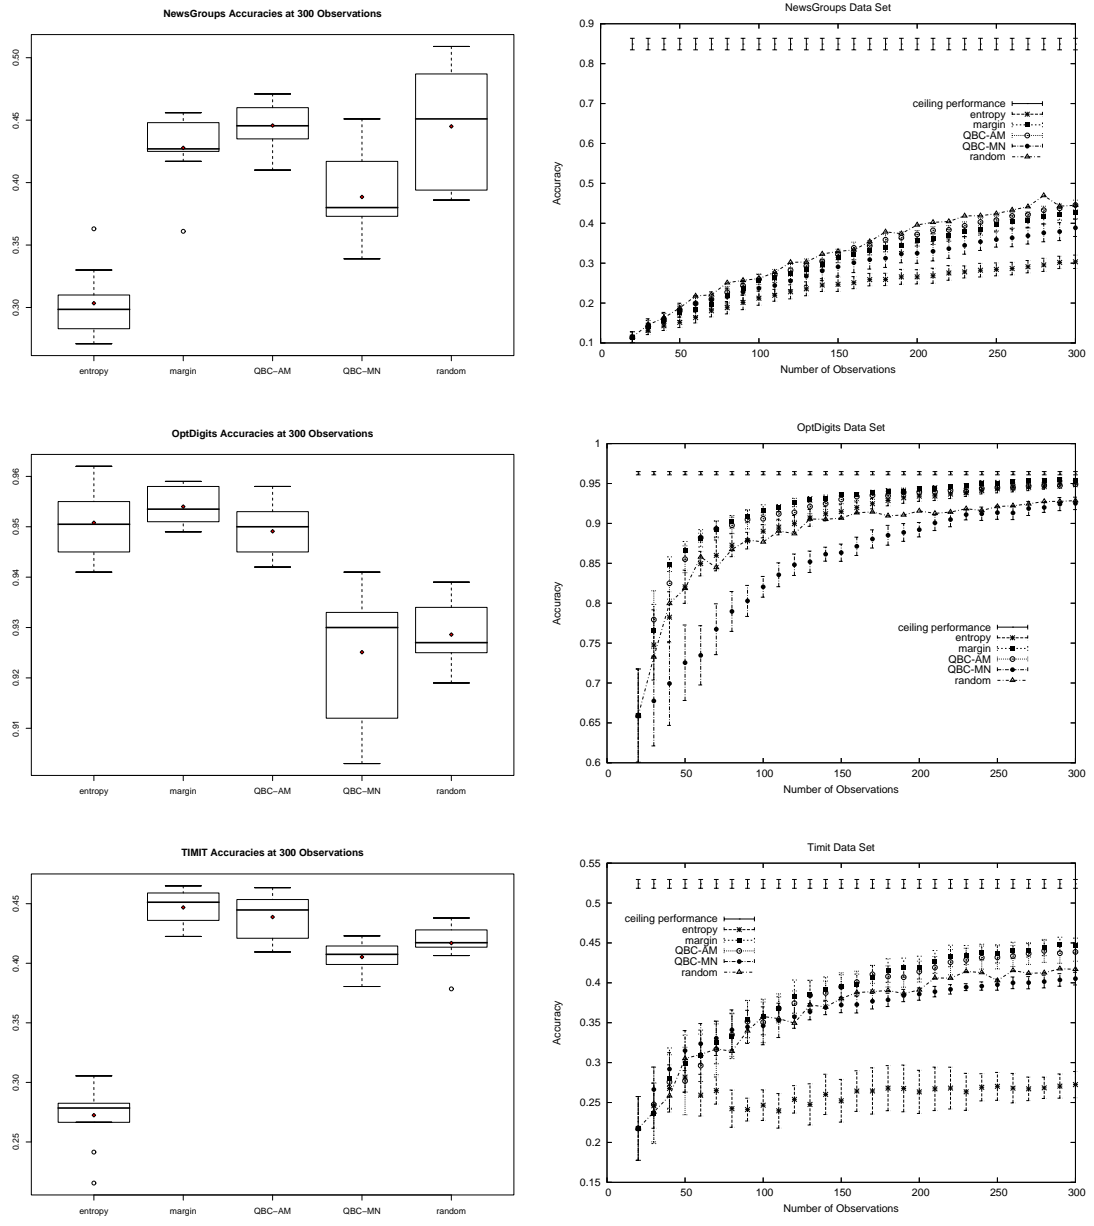 NewsGroups Accuracies at 300 Observations
0.50
0.45
0.40
0.35
0.30
entropy margin QBC−AM QBC−MN random
NewsGroups Data Set
0.9
0.8
0.7
0.6
0.5
0.4
0.3
0.2
0.1
Accuracy
ceiling performance
entropy
margin
QBC-AM
QBC-MN
random
0 50 100 150 200 250 300
Number of Observations
OptDigits Accuracies at 300 Observations
0.96
0.95
0.94
0.93
0.92
0.91
entropy margin QBC−AM QBC−MN random
OptDigits Data Set
1
0.95
0.9
0.85
0.8
0.75
0.7
0.65
0.6
Accuracy
ceiling performance
entropy
margin
QBC-AM
QBC-MN
random
0 50 100 150 200 250 300
Number of Observations
TIMIT Accuracies at 300 Observations
0.45
0.40
0.30
0.25
entropy margin QBC−AM QBC−MN random
Timit Data Set
0.55
0.5
0.45
0.4
0.35
0.3
0.25
0.2
0.15
Accuracy
ceiling performance
entropy
margin
QBC-AM
QBC-MN
random
0 50 100 150 200 250 300
Number of Observations